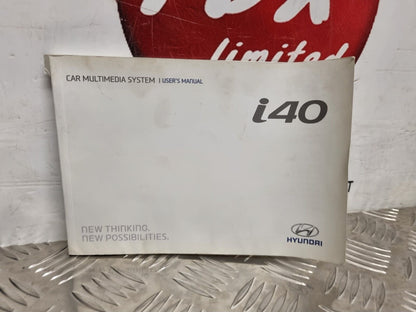 limited
CAR MULTIMEDIA SYSTEM | USER'S MANUAL
i40
NEW THINKING.
NEW POSSIBILITIES.
HYUNDAI